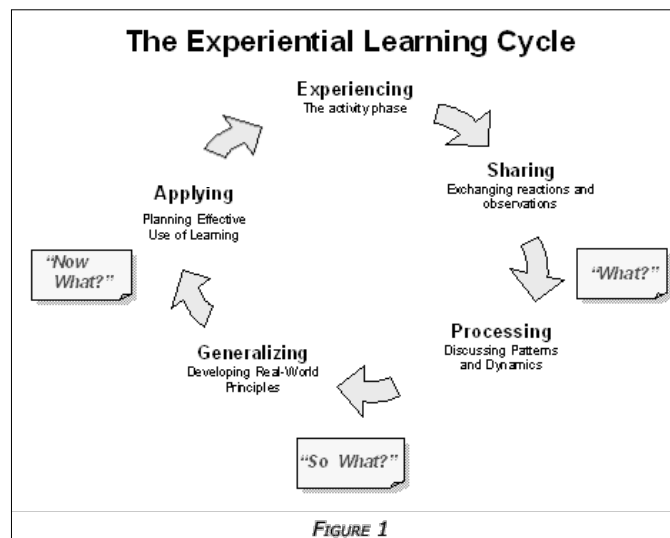 The Experiential Learning Cycle
Experiencing
The activity phase
Sharing
Exchanging reactions and
observations
"What?"
Processing
Discussing Patterns
and Dynamics
"So What?"
Generalizing
Developing Real-World
Principles
"Now
What?"
Applying
Planning Effective
Use of Learning
FIGURE 1